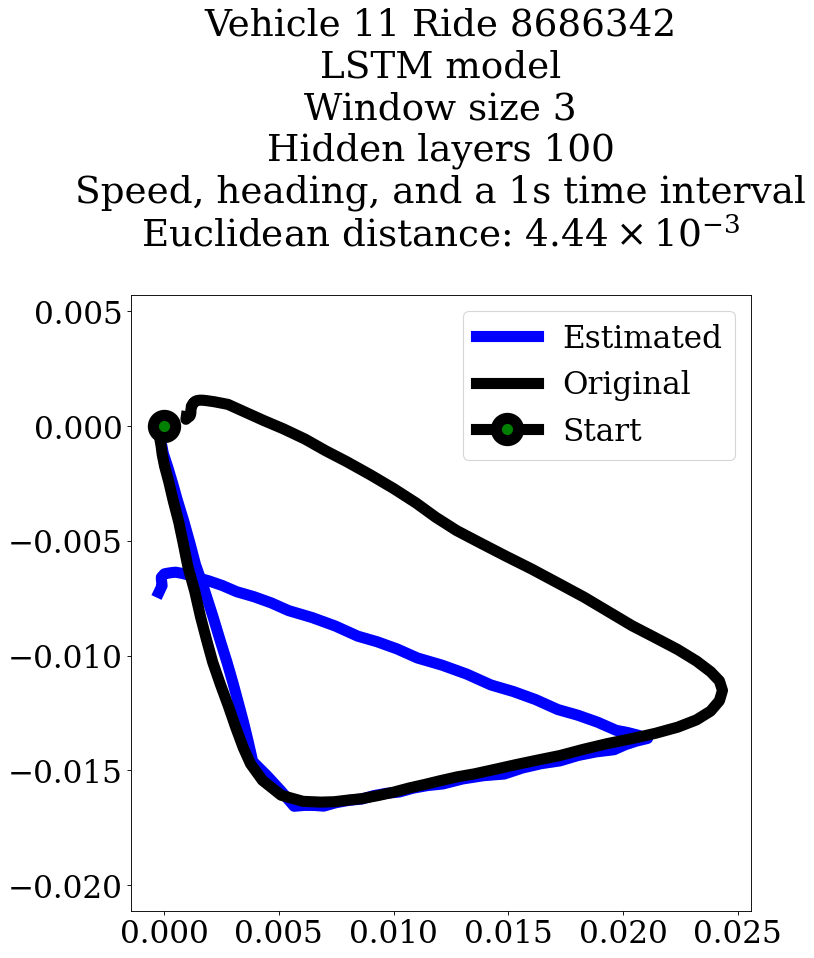 Vehicle 11 Ride 8686342
LSTM model
Window size 3
Hidden layers 100
Speed, heading, and a 1s time interval
Euclidean distance: 4.44 × 10⁻³
Estimated
Original
Start
0.005
0.000
−0.005
−0.010
−0.015
−0.020
0.000 0.005 0.010 0.015 0.020 0.025